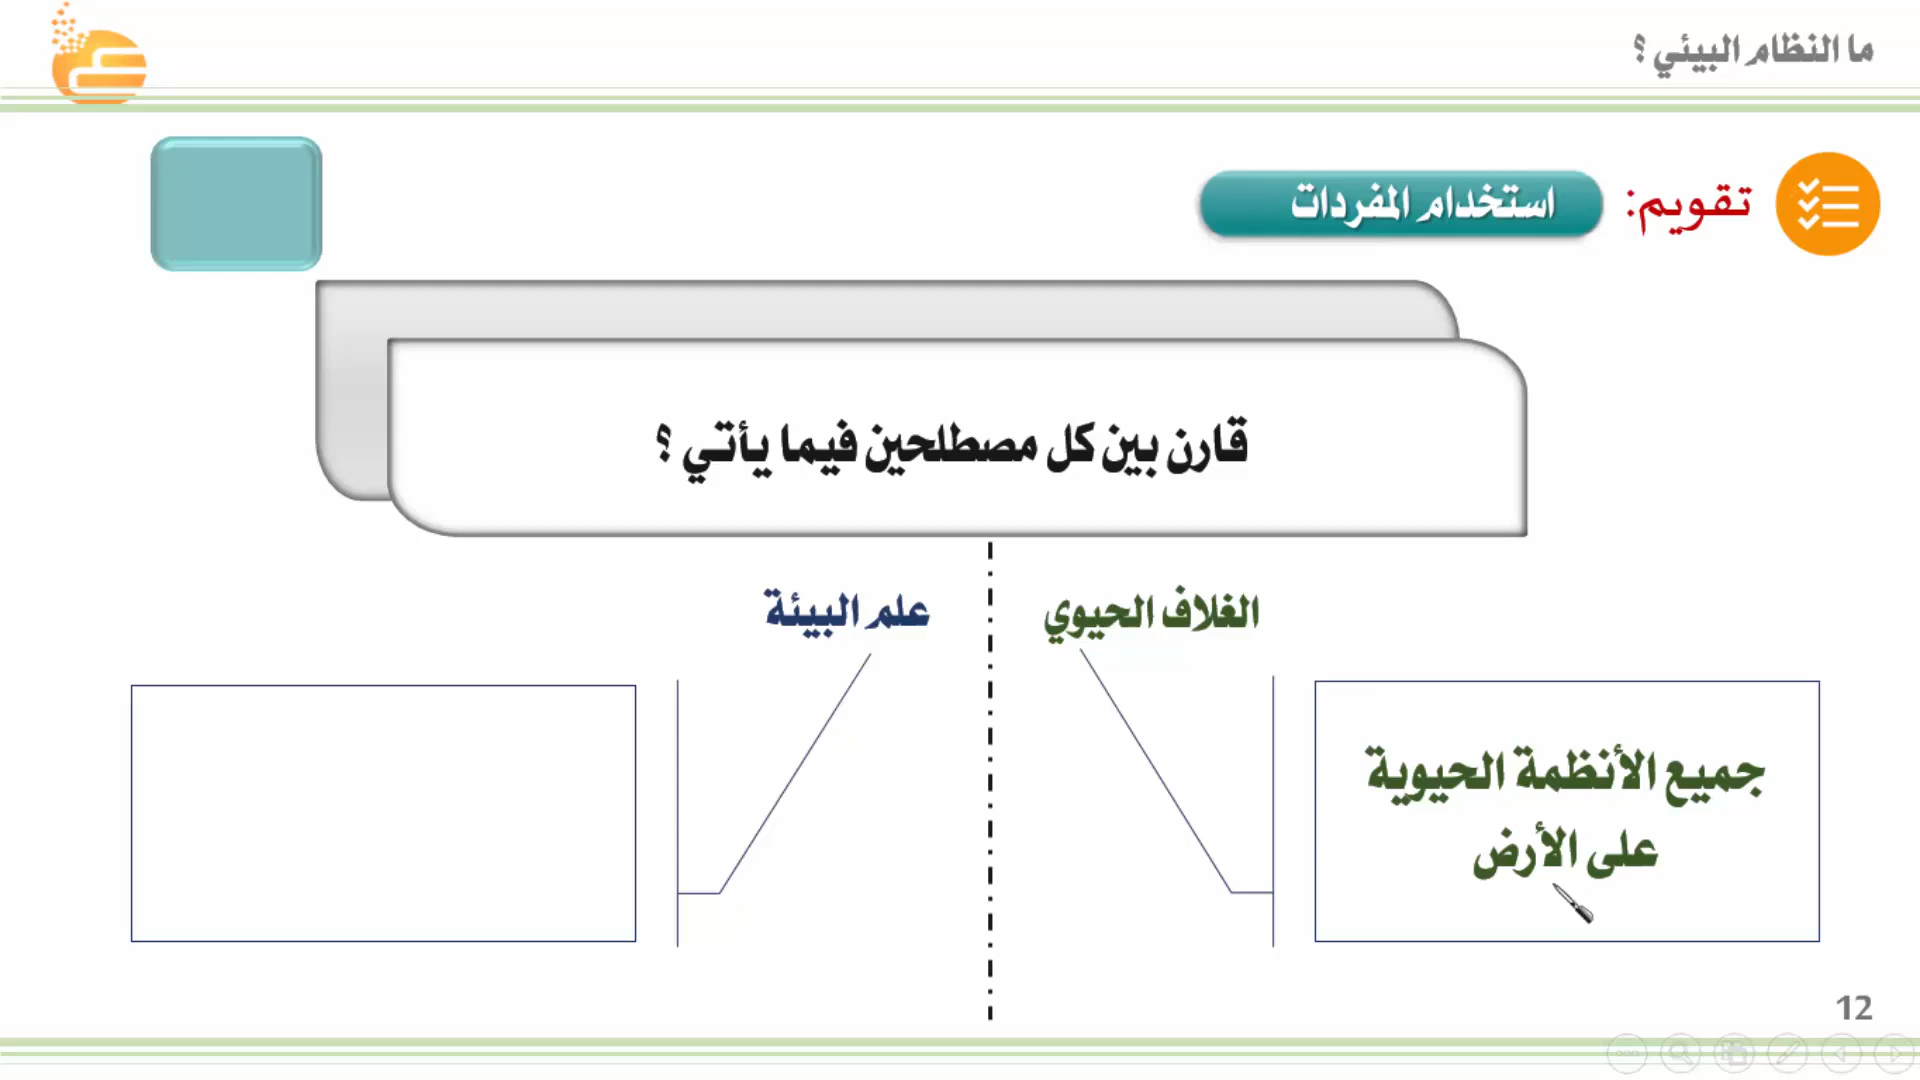 ما النظام البيئي ؟
تقويم:
استخدام المفردات
قارن بين كل مصطلحين فيما يأتي ؟
الغلاف الحيوي
علم البيئة
جميع الأنظمة الحيوية
على الأرض
12